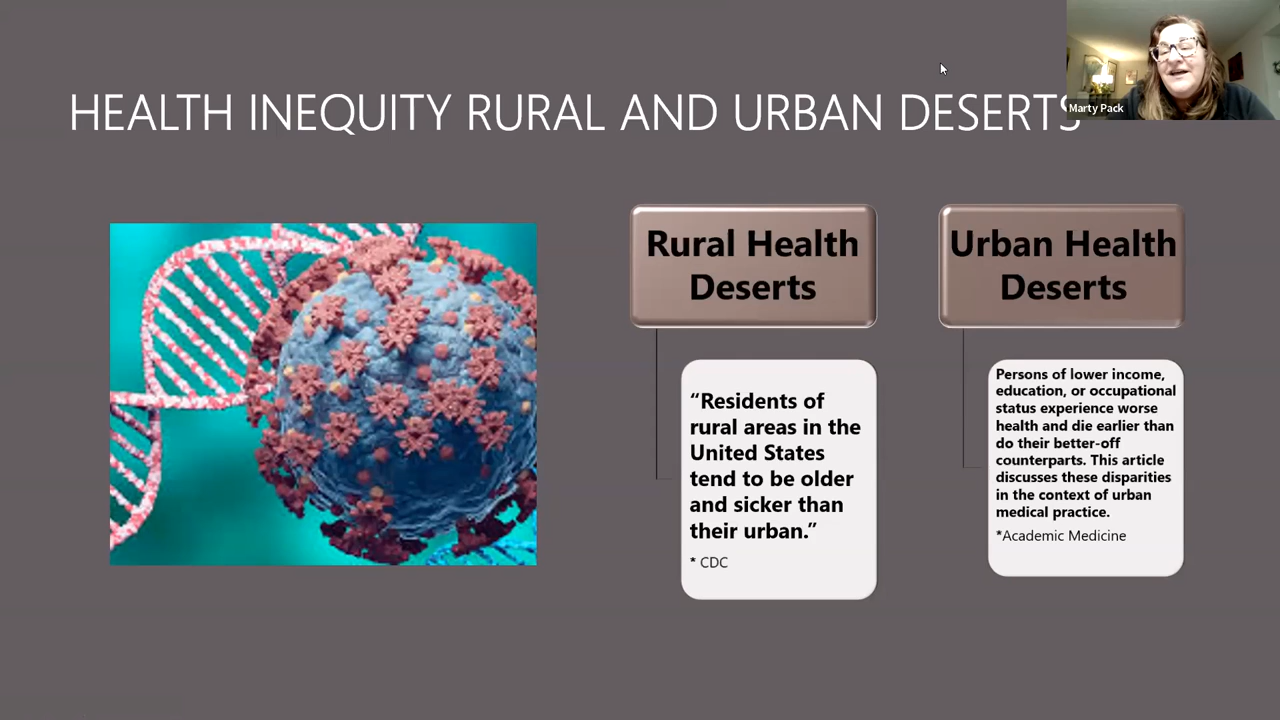 HEALTH INEQUITY RURAL AND URBAN DESERTS
Marty Pack
Rural Health
Deserts
“Residents of
rural areas in the
United States
tend to be older
and sicker than
their urban.”
* CDC
Urban Health
Deserts
Persons of lower income,
education, or occupational
status experience worse
health and die earlier than
do their better-off
counterparts. This article
discusses these disparities
in the context of urban
medical practice.
*Academic Medicine